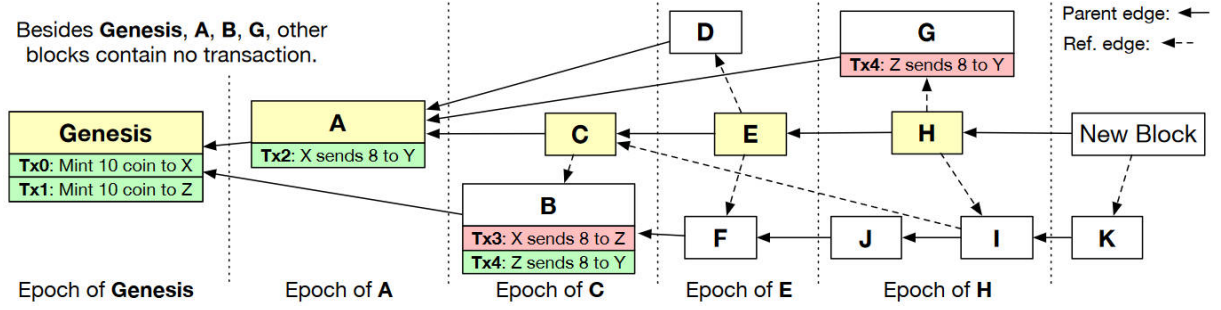 Besides Genesis, A, B, G, other
blocks contain no transaction.
Parent edge:
Ref. edge:
D
G
Tx4: Z sends 8 to Y
Genesis
Tx0: Mint 10 coin to X
Tx1: Mint 10 coin to Z
A
Tx2: X sends 8 to Y
C
E
H
New Block
B
Tx3: X sends 8 to Z
Tx4: Z sends 8 to Y
F
J
I
K
Epoch of Genesis
Epoch of A
Epoch of C
Epoch of E
Epoch of H